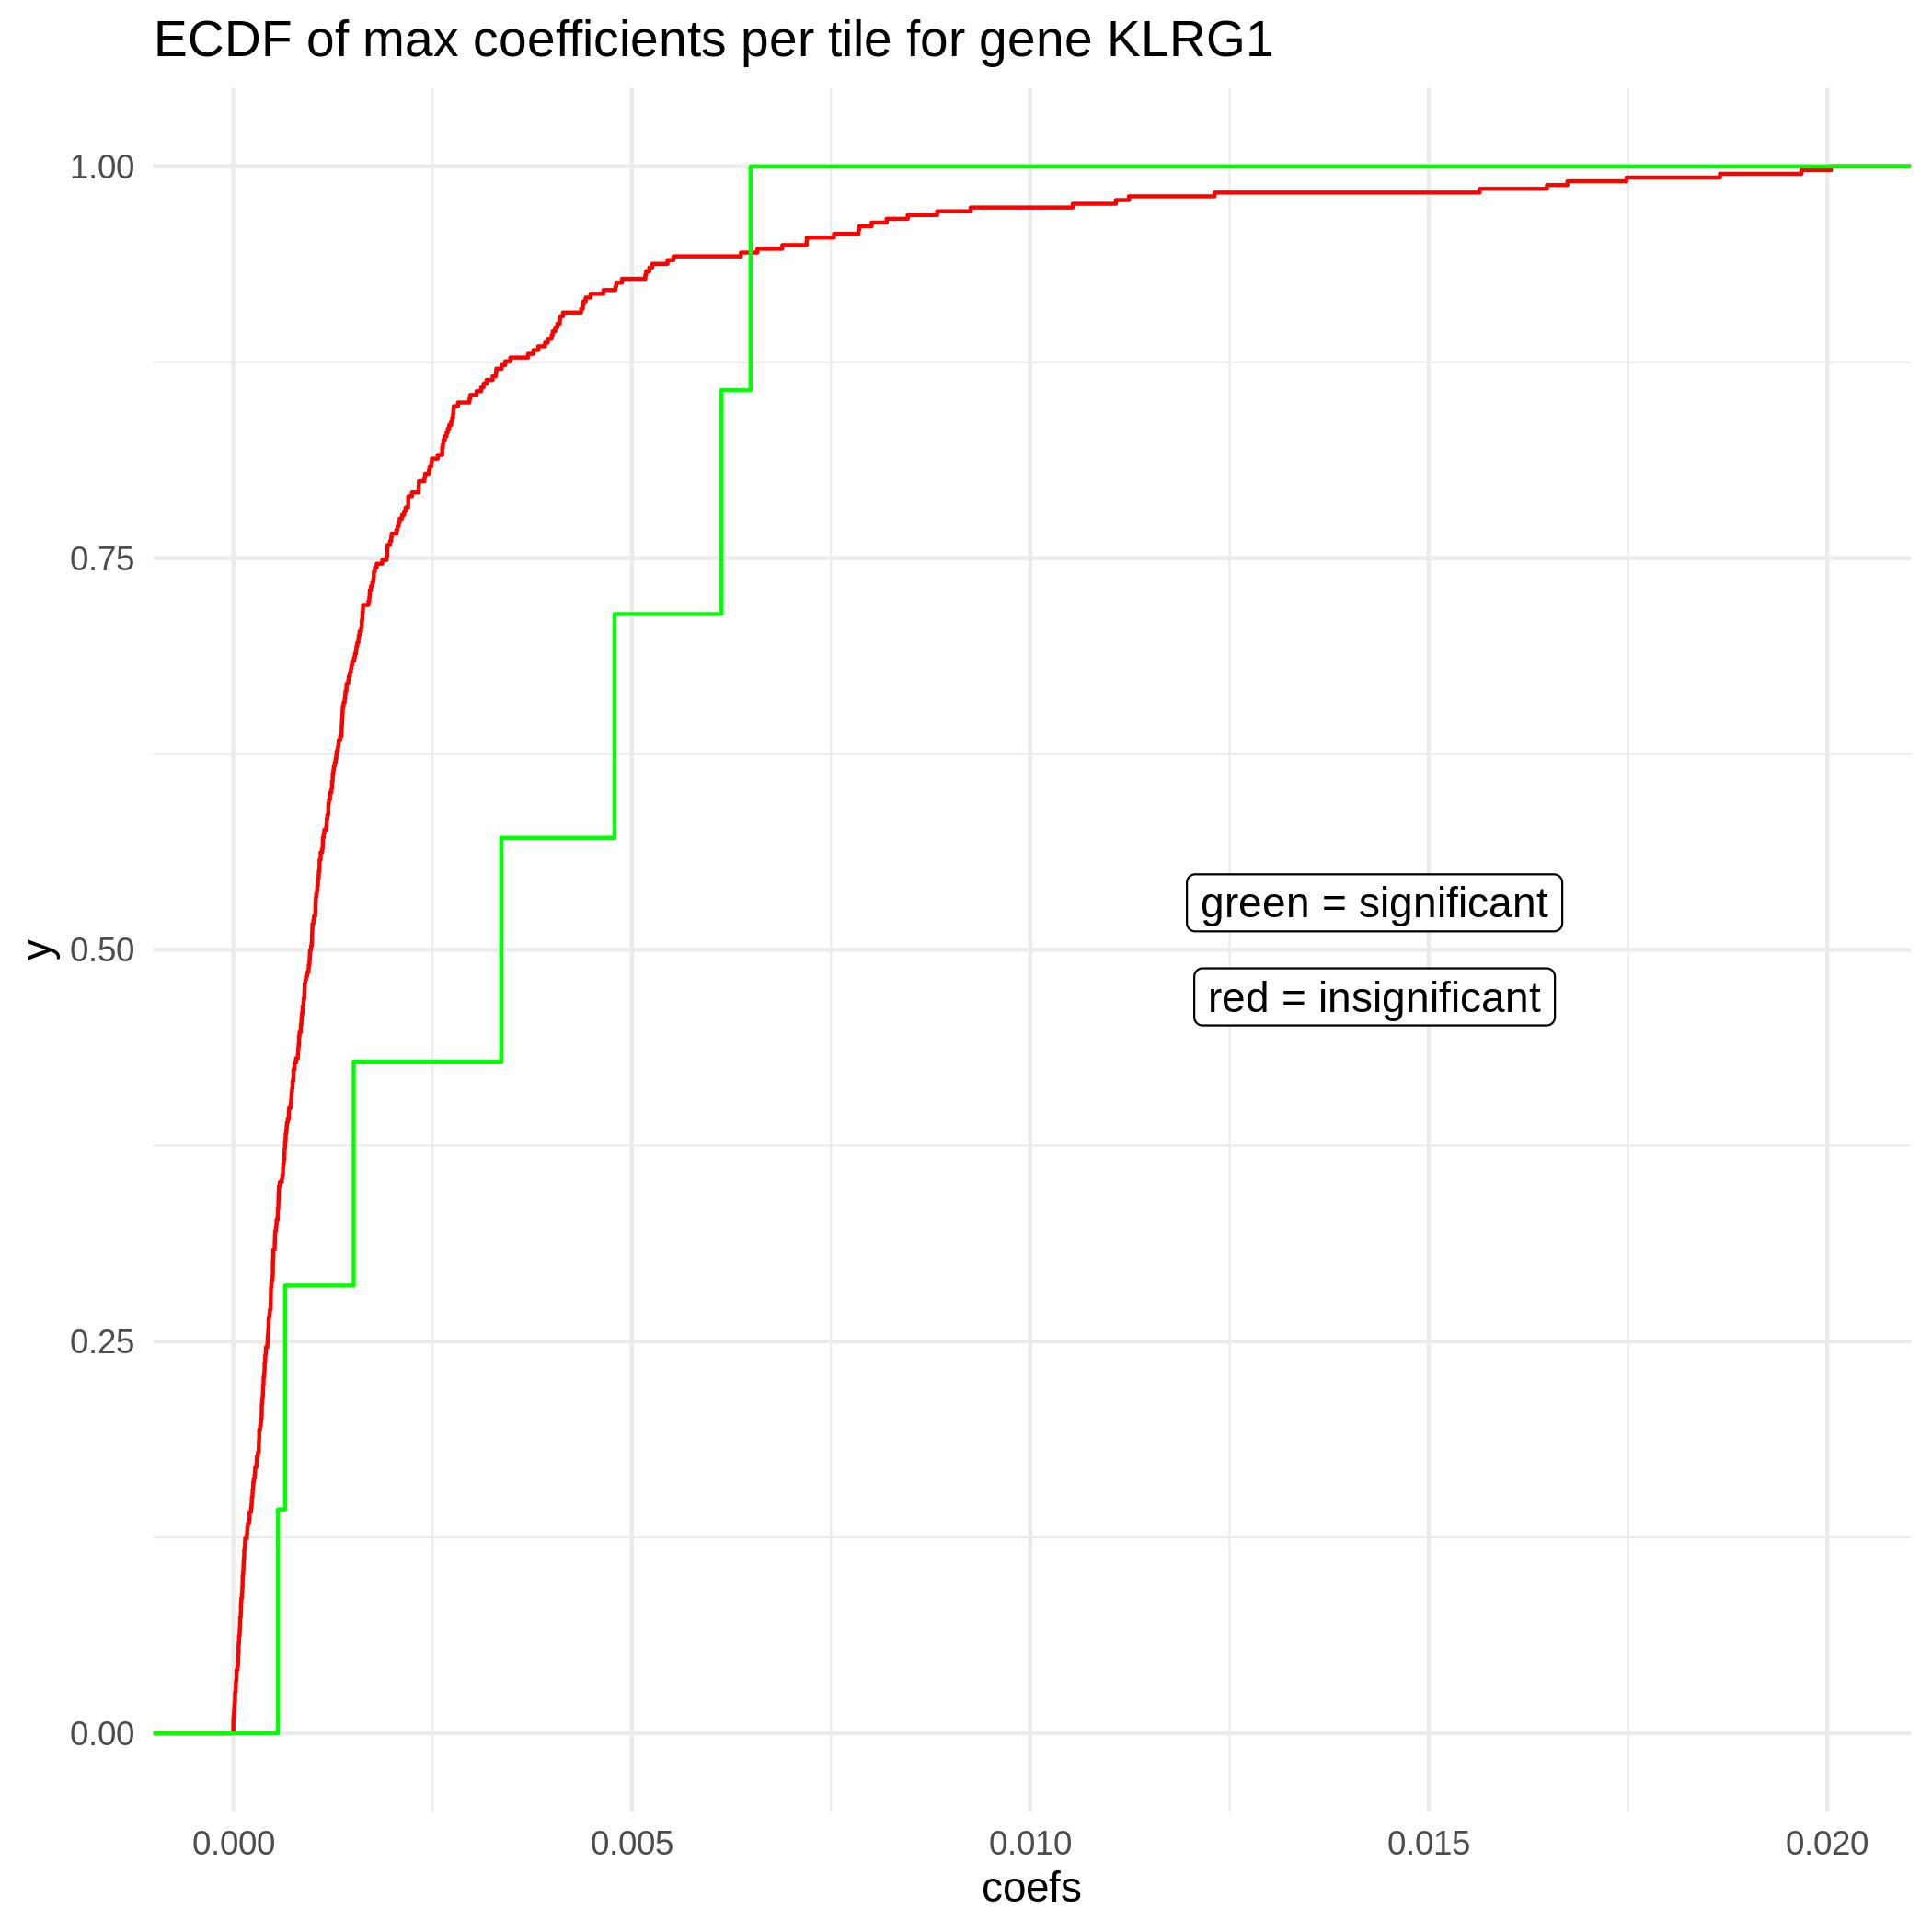 ECDF of max coefficients per tile for gene KLRG1
1.00
0.75
0.50
0.25
0.00
y
green = significant
red = insignificant
0.000 0.005 0.010 0.015 0.020
coefs